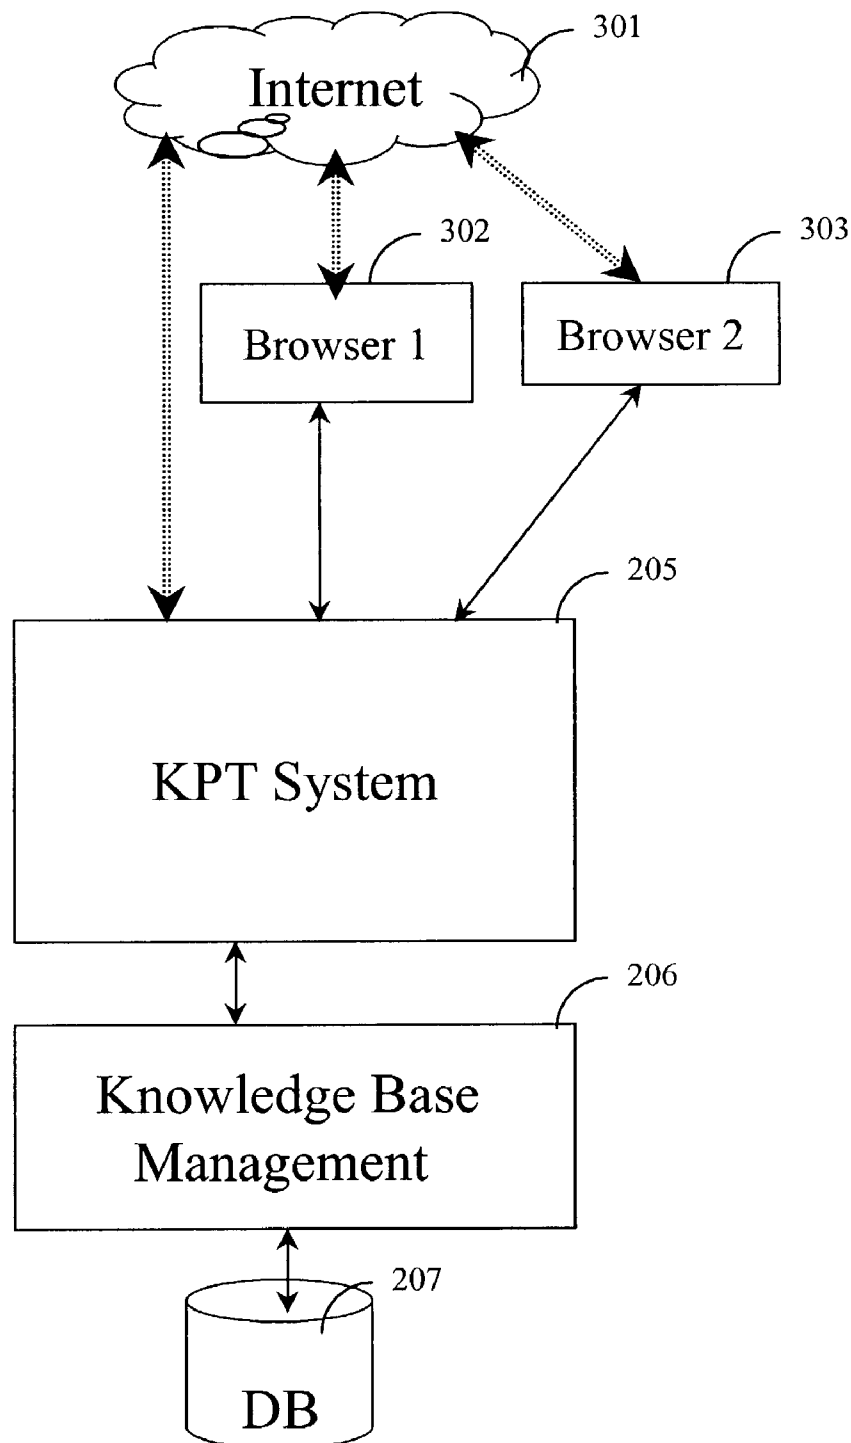 301
Internet
302
303
Browser 1
Browser 2
205
KPT System
206
Knowledge Base
Management
207
DB